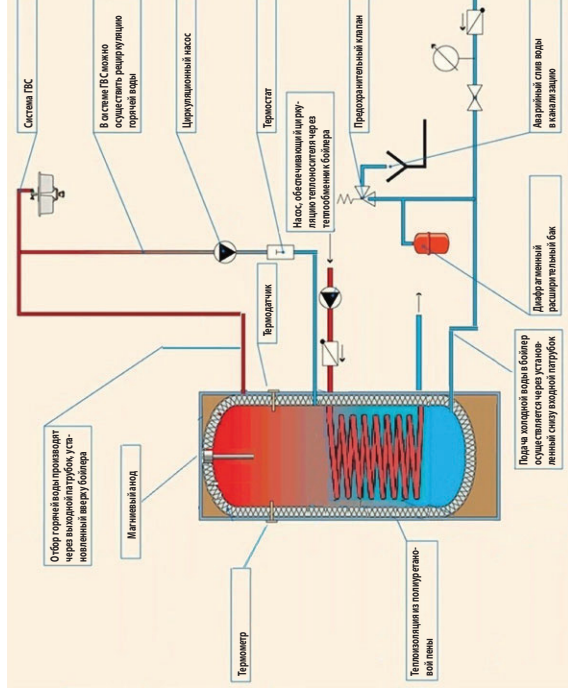 Система ГВС
В системе ГВС можно
осуществить рециркуляцию
горячей воды
Циркуляционный насос
Термостат
Насос, обеспечивающий цирку-
ляцию теплоносителя через
теплообменник бойлера
Предохранительный клапан
Аварийный слив воды
в канализацию
Термодатчик
Диафрагменный
расширительный бак
Отбор горячей воды производят
через выходной патрубок, уста-
новленный вверху бойлера
Магниевый анод
Подача холодной воды в бойлер
осуществляется через установ-
ленный снизу входной патрубок
Термометр
Теплоизоляция из полиуретано-
вой пены